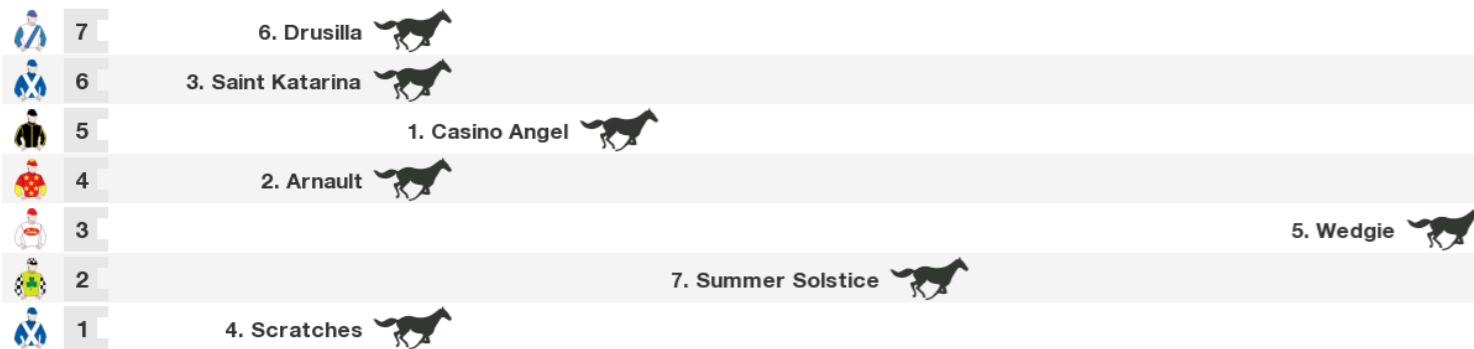 7 6. Drusilla
6 3. Saint Katarina
5 1. Casino Angel
4 2. Arnault
3 5. Wedgie
2 7. Summer Solstice
1 4. Scratches